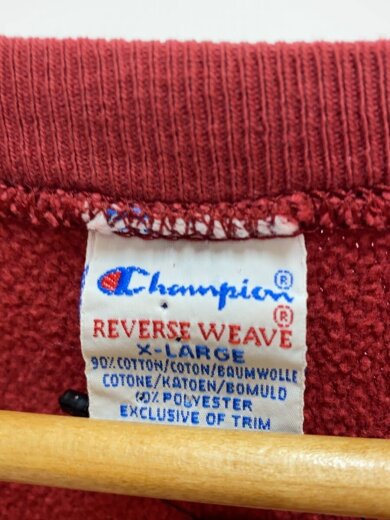 Champion®
REVERSE WEAVE®
X-LARGE
90% COTTON/COTON/BAUMWOLLE
COTONE/KATOEN/BOMULD
10% POLYESTER
EXCLUSIVE OF TRIM